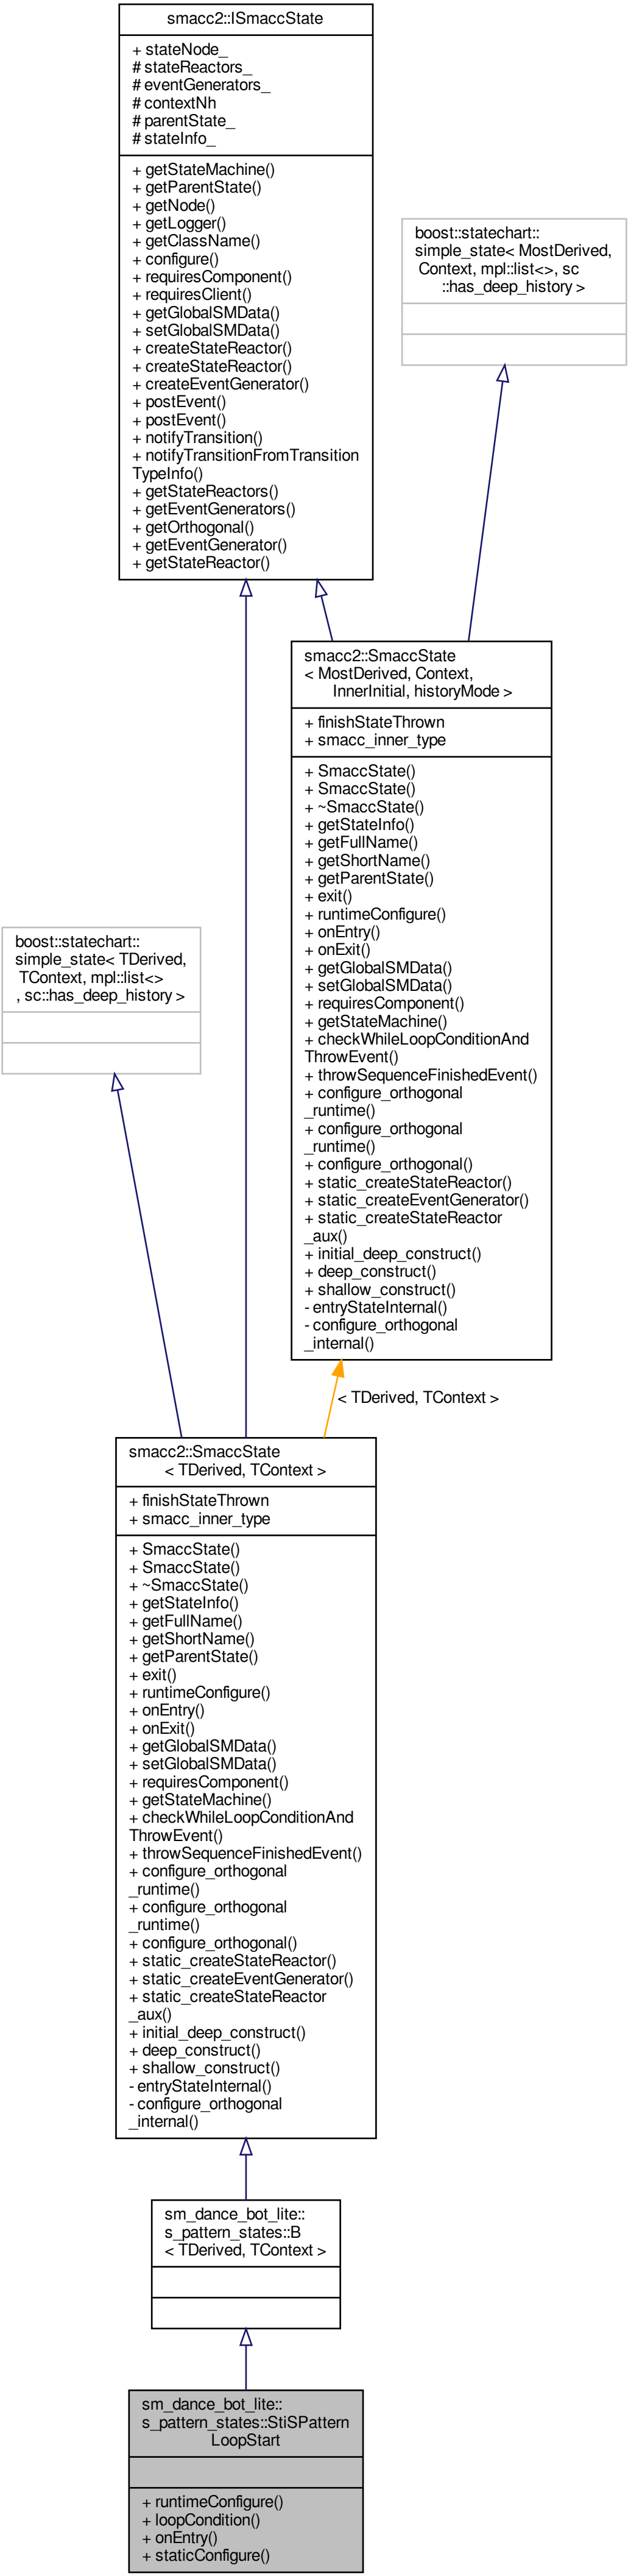 smacc2::ISmaccState
+ stateNode_
# stateReactors_
# eventGenerators_
# contextNh
# parentState_
# stateInfo_
+ getStateMachine()
+ getParentState()
+ getNode()
+ getLogger()
+ getClassName()
+ configure()
+ requiresComponent()
+ requiresClient()
+ getGlobalSMData()
+ setGlobalSMData()
+ createStateReactor()
+ createStateReactor()
+ createEventGenerator()
+ postEvent()
+ postEvent()
+ notifyTransition()
+ notifyTransitionFromTransition
TypeInfo()
+ getStateReactors()
+ getEventGenerators()
+ getOrthogonal()
+ getEventGenerator()
+ getStateReactor()
boost::statechart::
simple_state< MostDerived,
Context, mpl::list<>, sc
::has_deep_history >
smacc2::SmaccState
< MostDerived, Context,
InnerInitial, historyMode >
+ finishStateThrown
+ smacc_inner_type
+ SmaccState()
+ SmaccState()
+ ~SmaccState()
+ getStateInfo()
+ getFullName()
+ getShortName()
+ getParentState()
+ exit()
+ runtimeConfigure()
+ onEntry()
+ onExit()
+ getGlobalSMData()
+ setGlobalSMData()
+ requiresComponent()
+ getStateMachine()
+ checkWhileLoopConditionAnd
ThrowEvent()
+ throwSequenceFinishedEvent()
+ configure_orthogonal
_runtime()
+ configure_orthogonal
_runtime()
+ configure_orthogonal()
+ static_createStateReactor()
+ static_createEventGenerator()
+ static_createStateReactor
_aux()
+ initial_deep_construct()
+ deep_construct()
+ shallow_construct()
- entryStateInternal()
- configure_orthogonal
_internal()
boost::statechart::
simple_state< TDerived,
TContext, mpl::list<>
, sc::has_deep_history >
< TDerived, TContext >
smacc2::SmaccState
< TDerived, TContext >
+ finishStateThrown
+ smacc_inner_type
+ SmaccState()
+ SmaccState()
+ ~SmaccState()
+ getStateInfo()
+ getFullName()
+ getShortName()
+ getParentState()
+ exit()
+ runtimeConfigure()
+ onEntry()
+ onExit()
+ getGlobalSMData()
+ setGlobalSMData()
+ requiresComponent()
+ getStateMachine()
+ checkWhileLoopConditionAnd
ThrowEvent()
+ throwSequenceFinishedEvent()
+ configure_orthogonal
_runtime()
+ configure_orthogonal
_runtime()
+ configure_orthogonal()
+ static_createStateReactor()
+ static_createEventGenerator()
+ static_createStateReactor
_aux()
+ initial_deep_construct()
+ deep_construct()
+ shallow_construct()
- entryStateInternal()
- configure_orthogonal
_internal()
sm_dance_bot_lite::
s_pattern_states::B
< TDerived, TContext >
sm_dance_bot_lite::
s_pattern_states::StiSPattern
LoopStart
+ runtimeConfigure()
+ loopCondition()
+ onEntry()
+ staticConfigure()